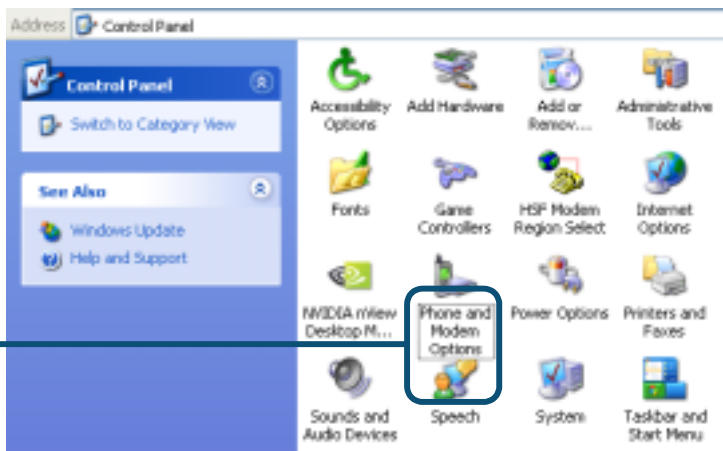 Address Control Panel
Control Panel
Switch to Category View
See Also
Windows Update
Help and Support
Accessibility Options
Add Hardware
Add or Remov...
Administrative Tools
Fonts
Game Controllers
HSF Modem Region Select
Internet Options
NVIDIA nView Desktop M...
Phone and Modem Options
Power Options
Printers and Faxes
Sounds and Audio Devices
Speech
System
Taskbar and Start Menu